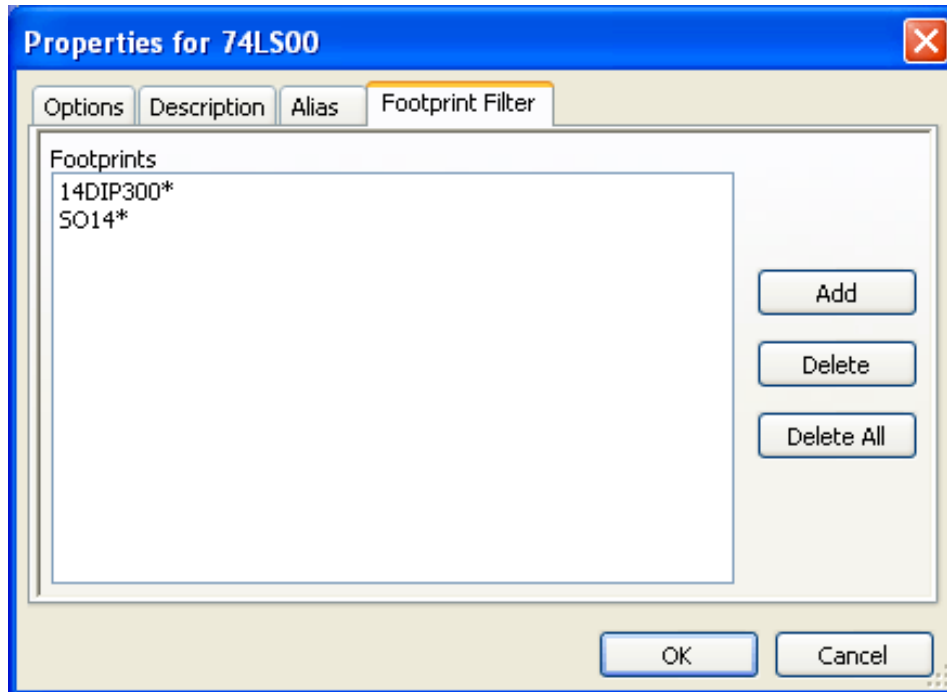 Properties for 74LS00
Options Description Alias Footprint Filter
Footprints
14DIP300*
SO14*
Add
Delete
Delete All
OK Cancel